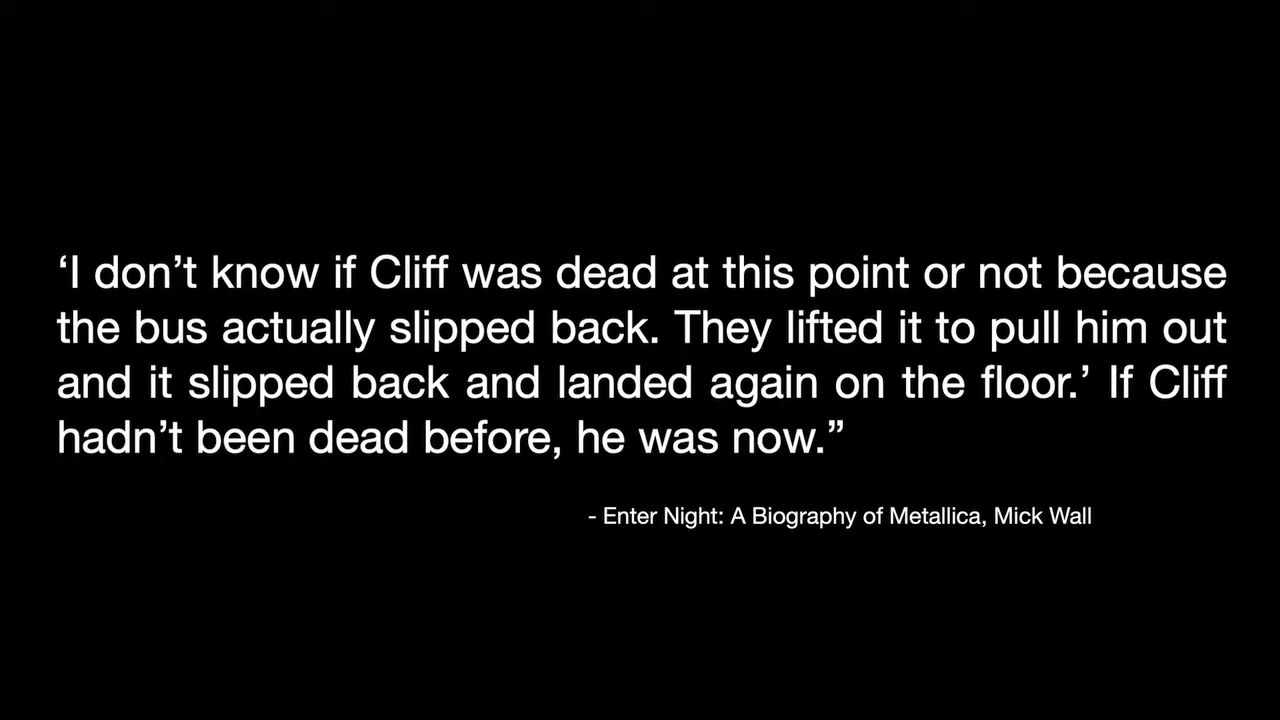 ‘I don’t know if Cliff was dead at this point or not because
the bus actually slipped back. They lifted it to pull him out
and it slipped back and landed again on the floor.’ If Cliff
hadn’t been dead before, he was now.”
- Enter Night: A Biography of Metallica, Mick Wall